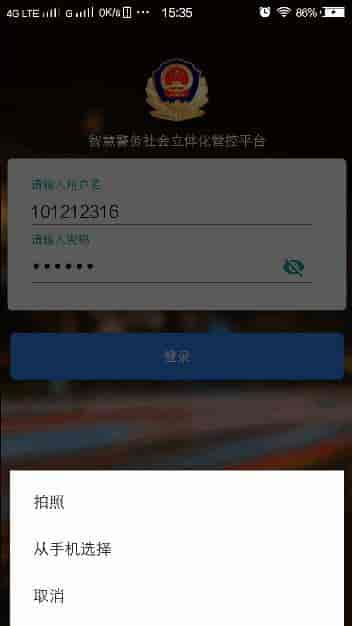 4G LTE G 0K/s ··· 15:35 86%
智慧警务社会立体化管控平台
请输入用户名
101212316
请输入密码
••••••
登录
拍照
从手机选择
取消